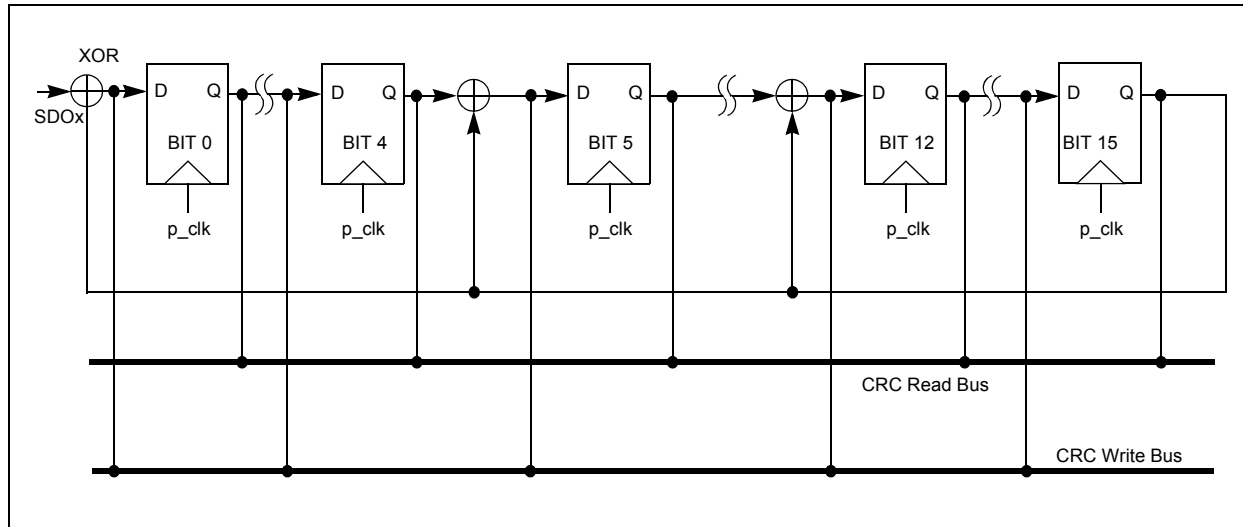 XOR
SDOx
D Q
BIT 0
p_clk
D Q
BIT 4
p_clk
D Q
BIT 5
p_clk
D Q
BIT 12
p_clk
D Q
BIT 15
p_clk
CRC Read Bus
CRC Write Bus